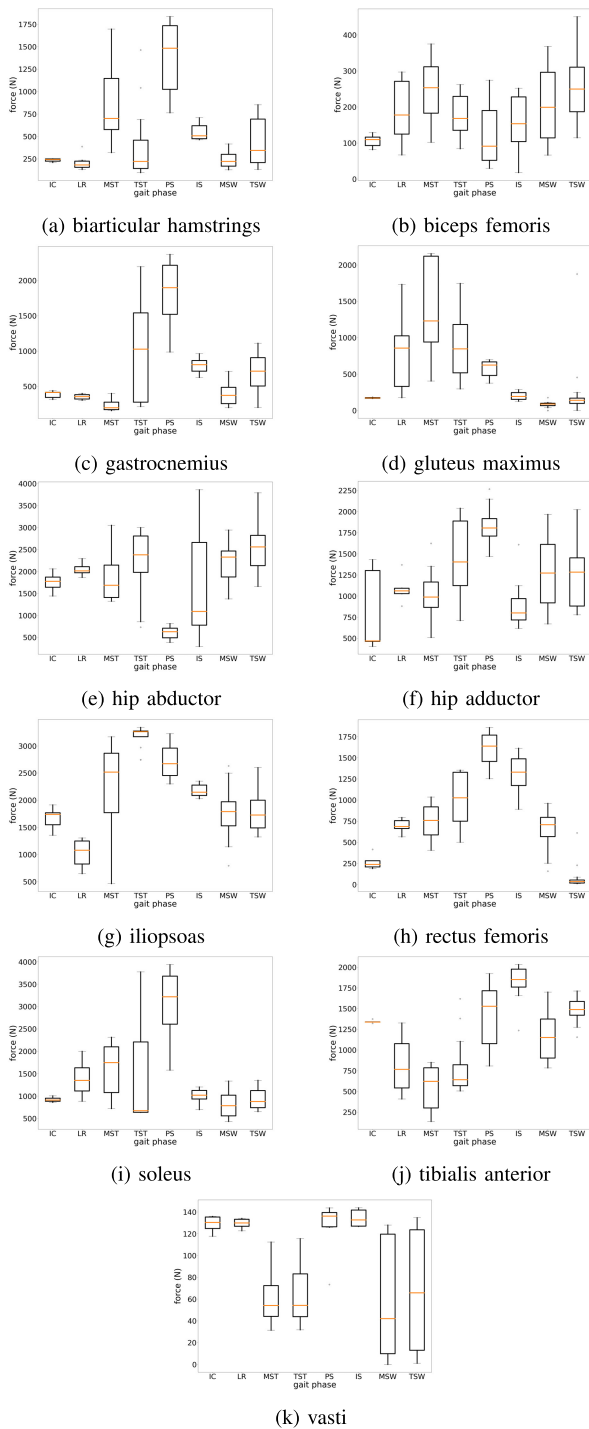 1750
1500
1250
1000
750
500
250
force (N)
IC LR MST TST PS IS MSW TSW
gait phase
(a) biarticular hamstrings
400
300
200
100
0
force (N)
IC LR MST TST PS IS MSW TSW
gait phase
(b) biceps femoris
2000
1500
1000
500
force (N)
IC LR MST TST PS IS MSW TSW
gait phase
(c) gastrocnemius
2000
1500
1000
500
0
force (N)
IC LR MST TST PS IS MSW TSW
gait phase
(d) gluteus maximus
4000
3500
3000
2500
2000
1500
1000
500
force (N)
IC LR MST TST PS IS MSW TSW
gait phase
(e) hip abductor
2250
2000
1750
1500
1250
1000
750
500
force (N)
IC LR MST TST PS IS MSW TSW
gait phase
(f) hip adductor
3000
2500
2000
1500
1000
500
force (N)
IC LR MST TST PS IS MSW TSW
gait phase
(g) iliopsoas
1750
1500
1250
1000
750
500
250
0
force (N)
IC LR MST TST PS IS MSW TSW
gait phase
(h) rectus femoris
4000
3500
3000
2500
2000
1500
1000
500
force (N)
IC LR MST TST PS IS MSW TSW
gait phase
(i) soleus
2000
1750
1500
1250
1000
750
500
250
force (N)
IC LR MST TST PS IS MSW TSW
gait phase
(j) tibialis anterior
140
120
100
80
60
40
20
0
force (N)
IC LR MST TST PS IS MSW TSW
gait phase
(k) vasti